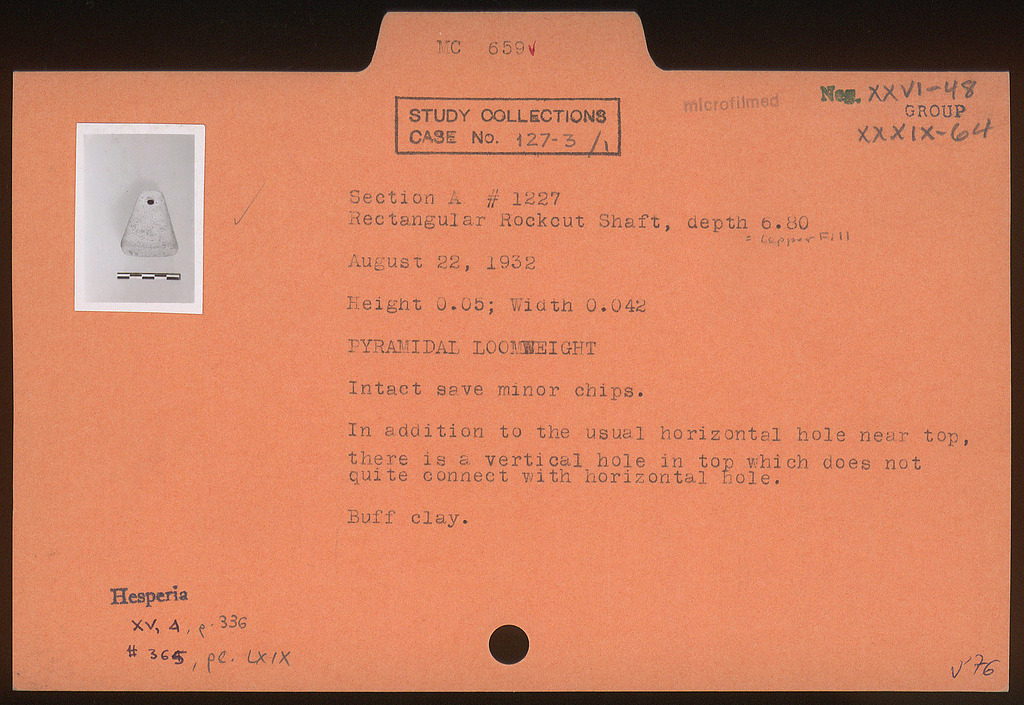 MC 659✓
STUDY COLLECTIONS
CASE No. 127-3/1
microfilmed
Neg. XXVI-48
GROUP
XXXIX-64
Section A # 1227
Rectangular Rockcut Shaft, depth 6.80
= Upper Fill
August 22, 1932
Height 0.05; Width 0.042
PYRAMIDAL LOOMWEIGHT
Intact save minor chips.
In addition to the usual horizontal hole near top,
there is a vertical hole in top which does not
quite connect with horizontal hole.
Buff clay.
Hesperia
XV, 4, p. 336
# 365, pl. LXIX
√76